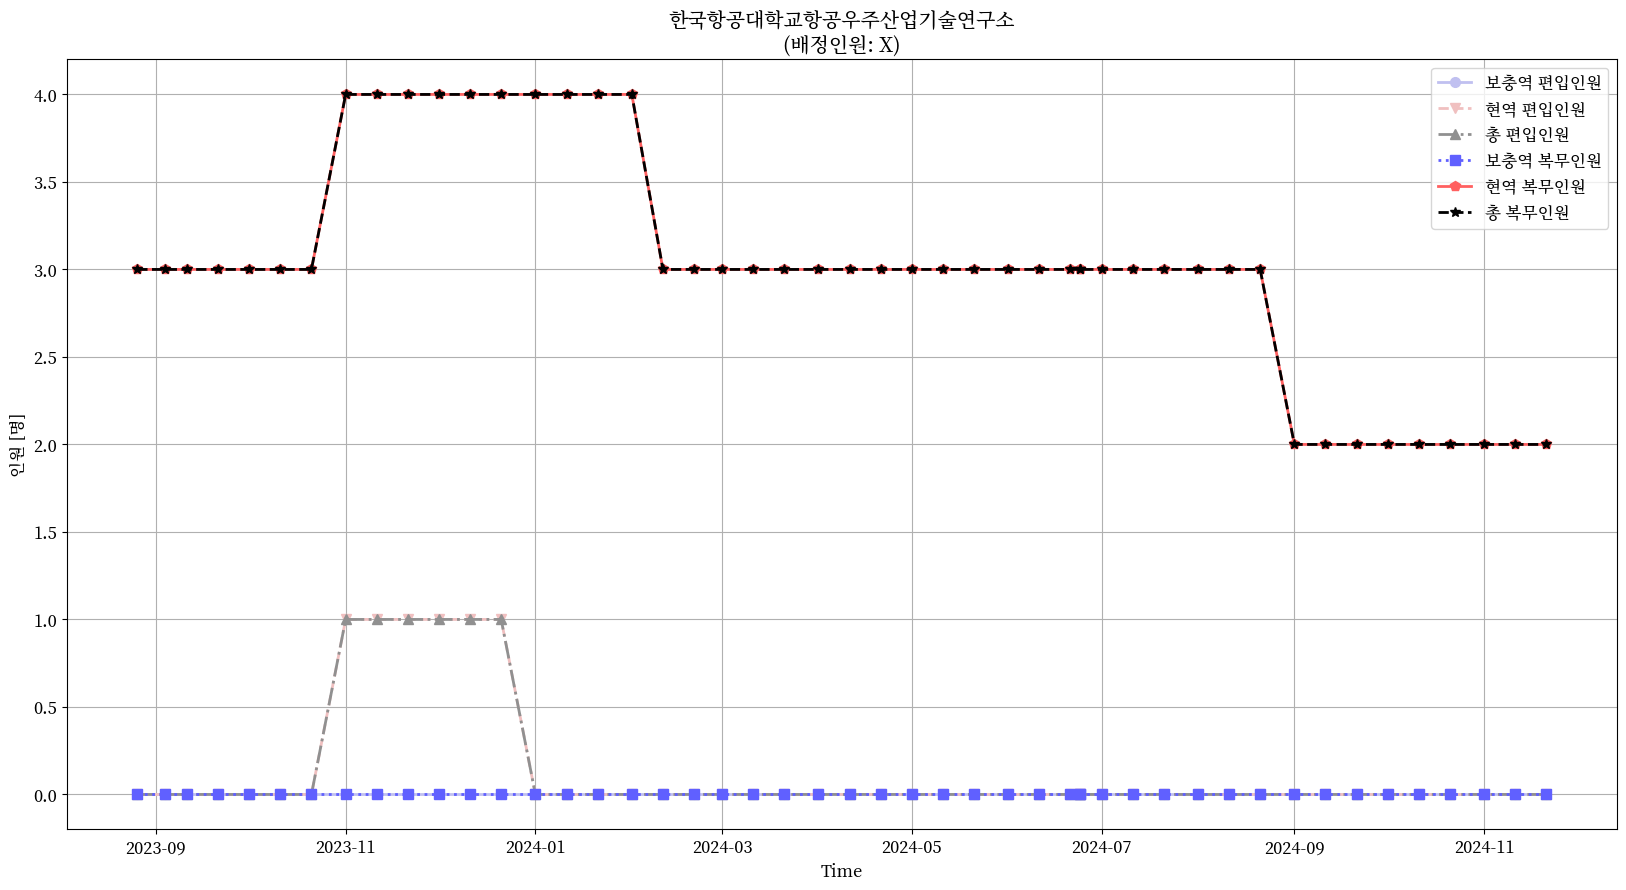 한국항공대학교항공우주산업기술연구소
(배정인원: X)
보충역 편입인원
현역 편입인원
총 편입인원
보충역 복무인원
현역 복무인원
총 복무인원
인원 [명]
4.0
3.5
3.0
2.5
2.0
1.5
1.0
0.5
0.0
2023-09 2023-11 2024-01 2024-03 2024-05 2024-07 2024-09 2024-11
Time